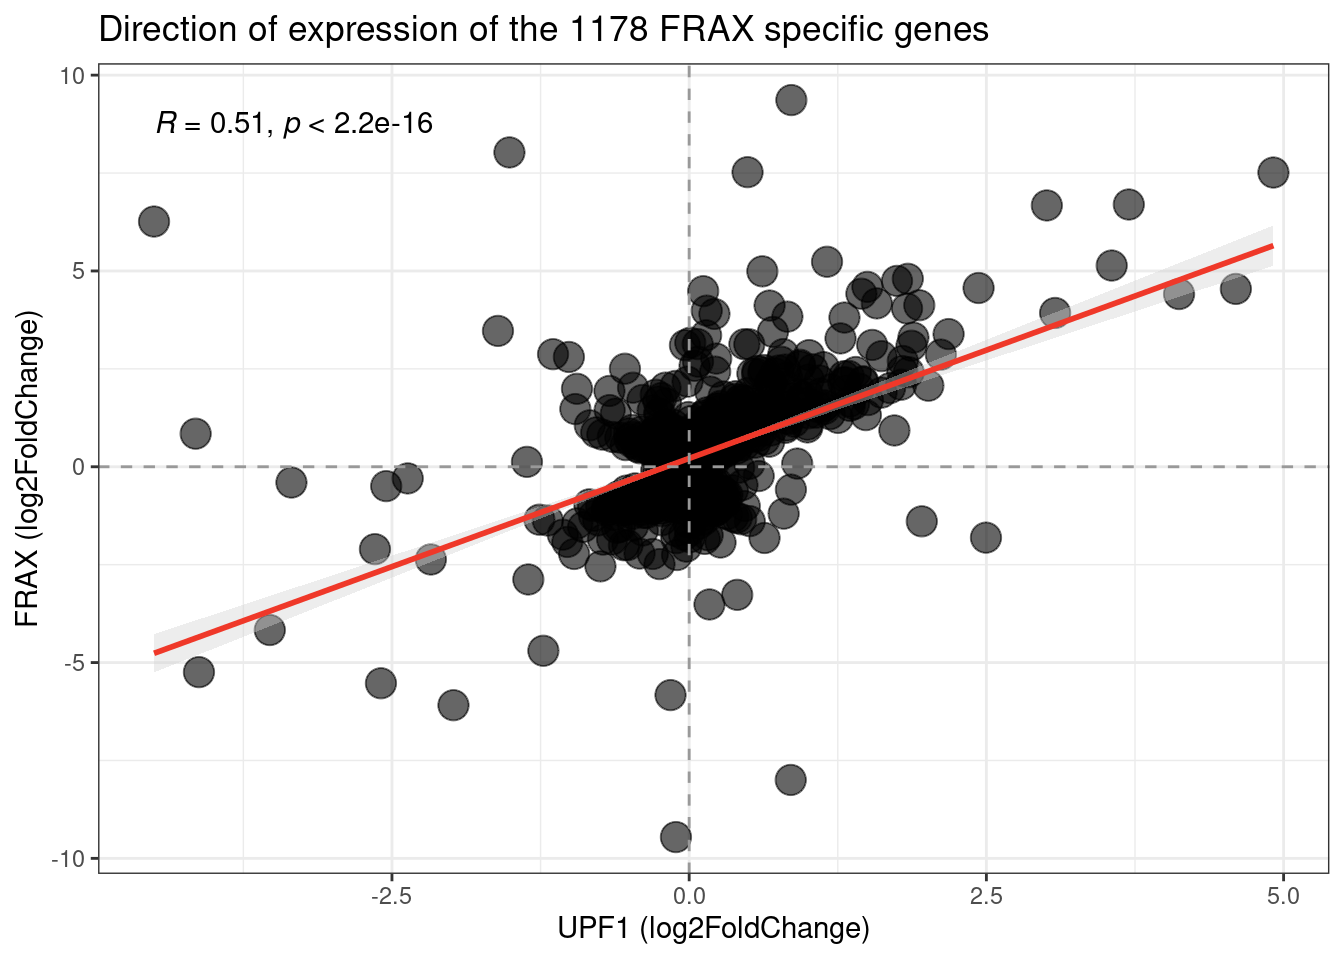 Direction of expression of the 1178 FRAX specific genes
R = 0.51, p < 2.2e-16
10
5
0
-5
-10
FRAX (log2FoldChange)
-2.5
0.0
2.5
5.0
UPF1 (log2FoldChange)